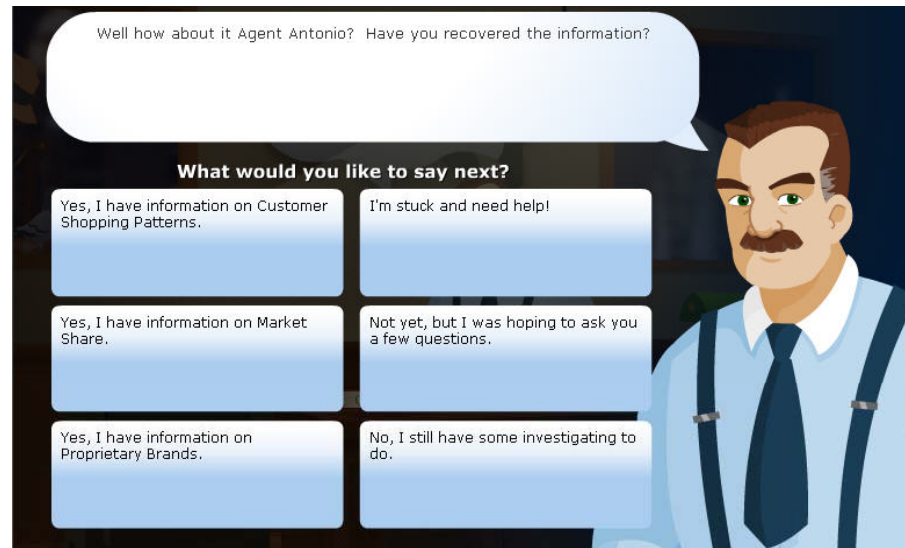 Well how about it Agent Antonio?  Have you recovered the information?
What would you like to say next?
Yes, I have information on Customer
Shopping Patterns.
I'm stuck and need help!
Yes, I have information on Market
Share.
Not yet, but I was hoping to ask you
a few questions.
Yes, I have information on
Proprietary Brands.
No, I still have some investigating to
do.